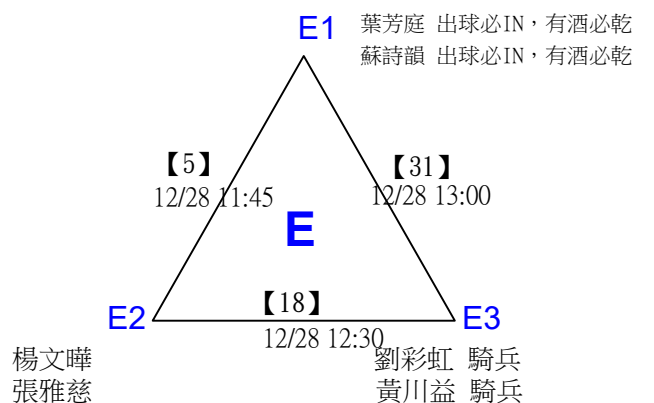 E1
葉芳庭 出球必IN，有酒必乾
蘇詩韻 出球必IN，有酒必乾
【5】
12/28 11:45
【31】
12/28 13:00
E
E2
【18】
12/28 12:30
E3
楊文曄
張雅慈
劉彩虹 騎兵
黃川益 騎兵